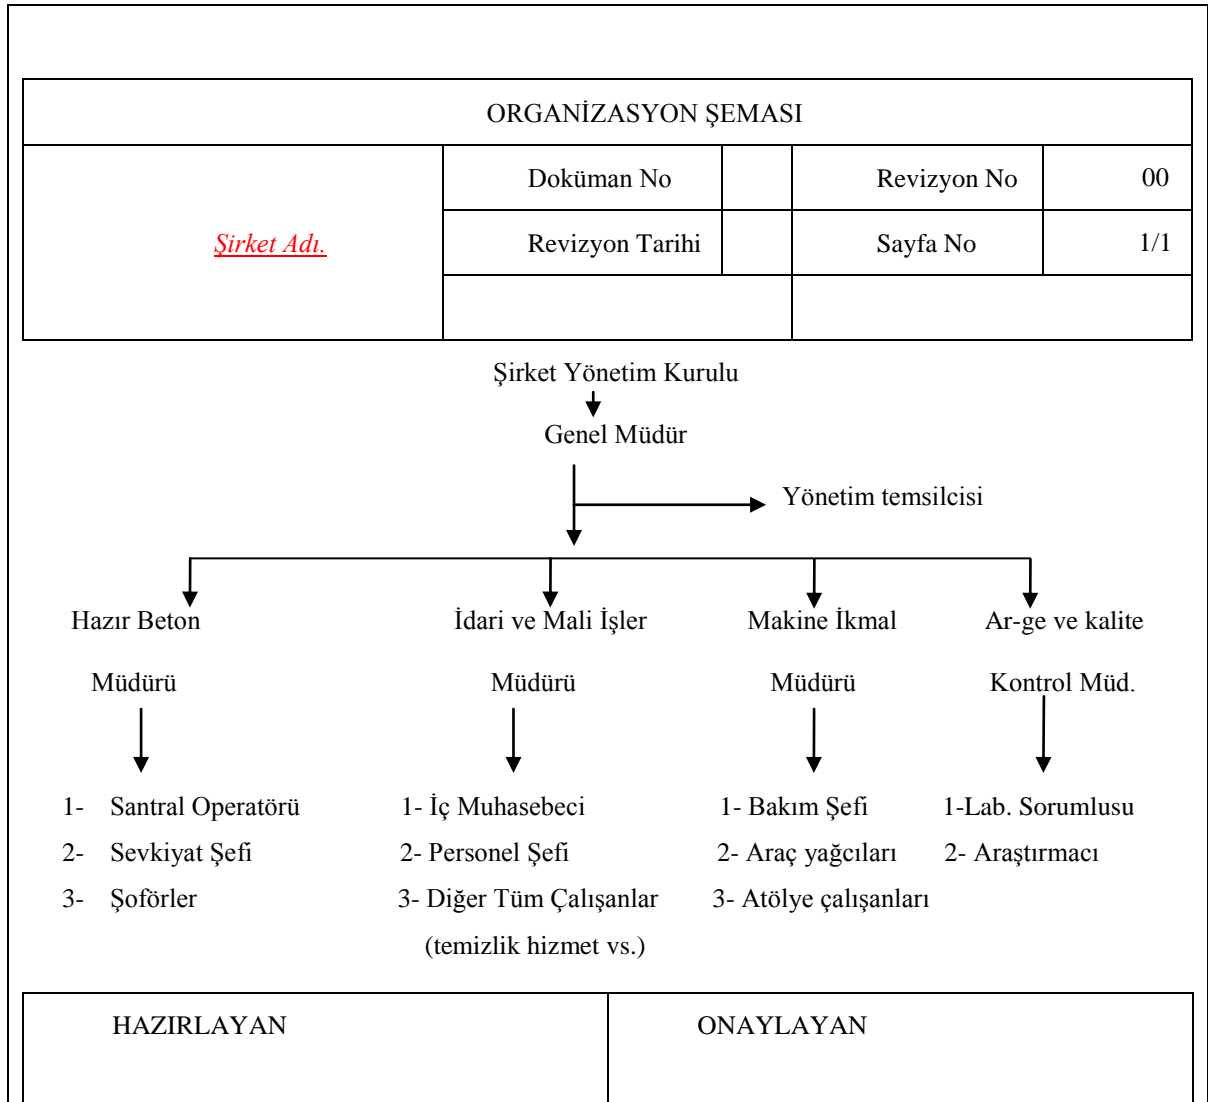 ORGANİZASYON ŞEMASI
Şirket Adı.
Doküman No
Revizyon No
00
Revizyon Tarihi
Sayfa No
1/1
Şirket Yönetim Kurulu
Genel Müdür
Yönetim temsilcisi
Hazır Beton İdari ve Mali İşler Makine İkmal Ar-ge ve kalite
Müdürü Müdürü Müdürü Kontrol Müd.
1- Santral Operatörü 1- İç Muhasebeci 1- Bakım Şefi 1-Lab. Sorumlusu
2- Sevkiyat Şefi 2- Personel Şefi 2- Araç yağcıları 2- Araştırmacı
3- Şoförler 3- Diğer Tüm Çalışanlar 3- Atölye çalışanları
(temizlik hizmet vs.)
HAZIRLAYAN ONAYLAYAN